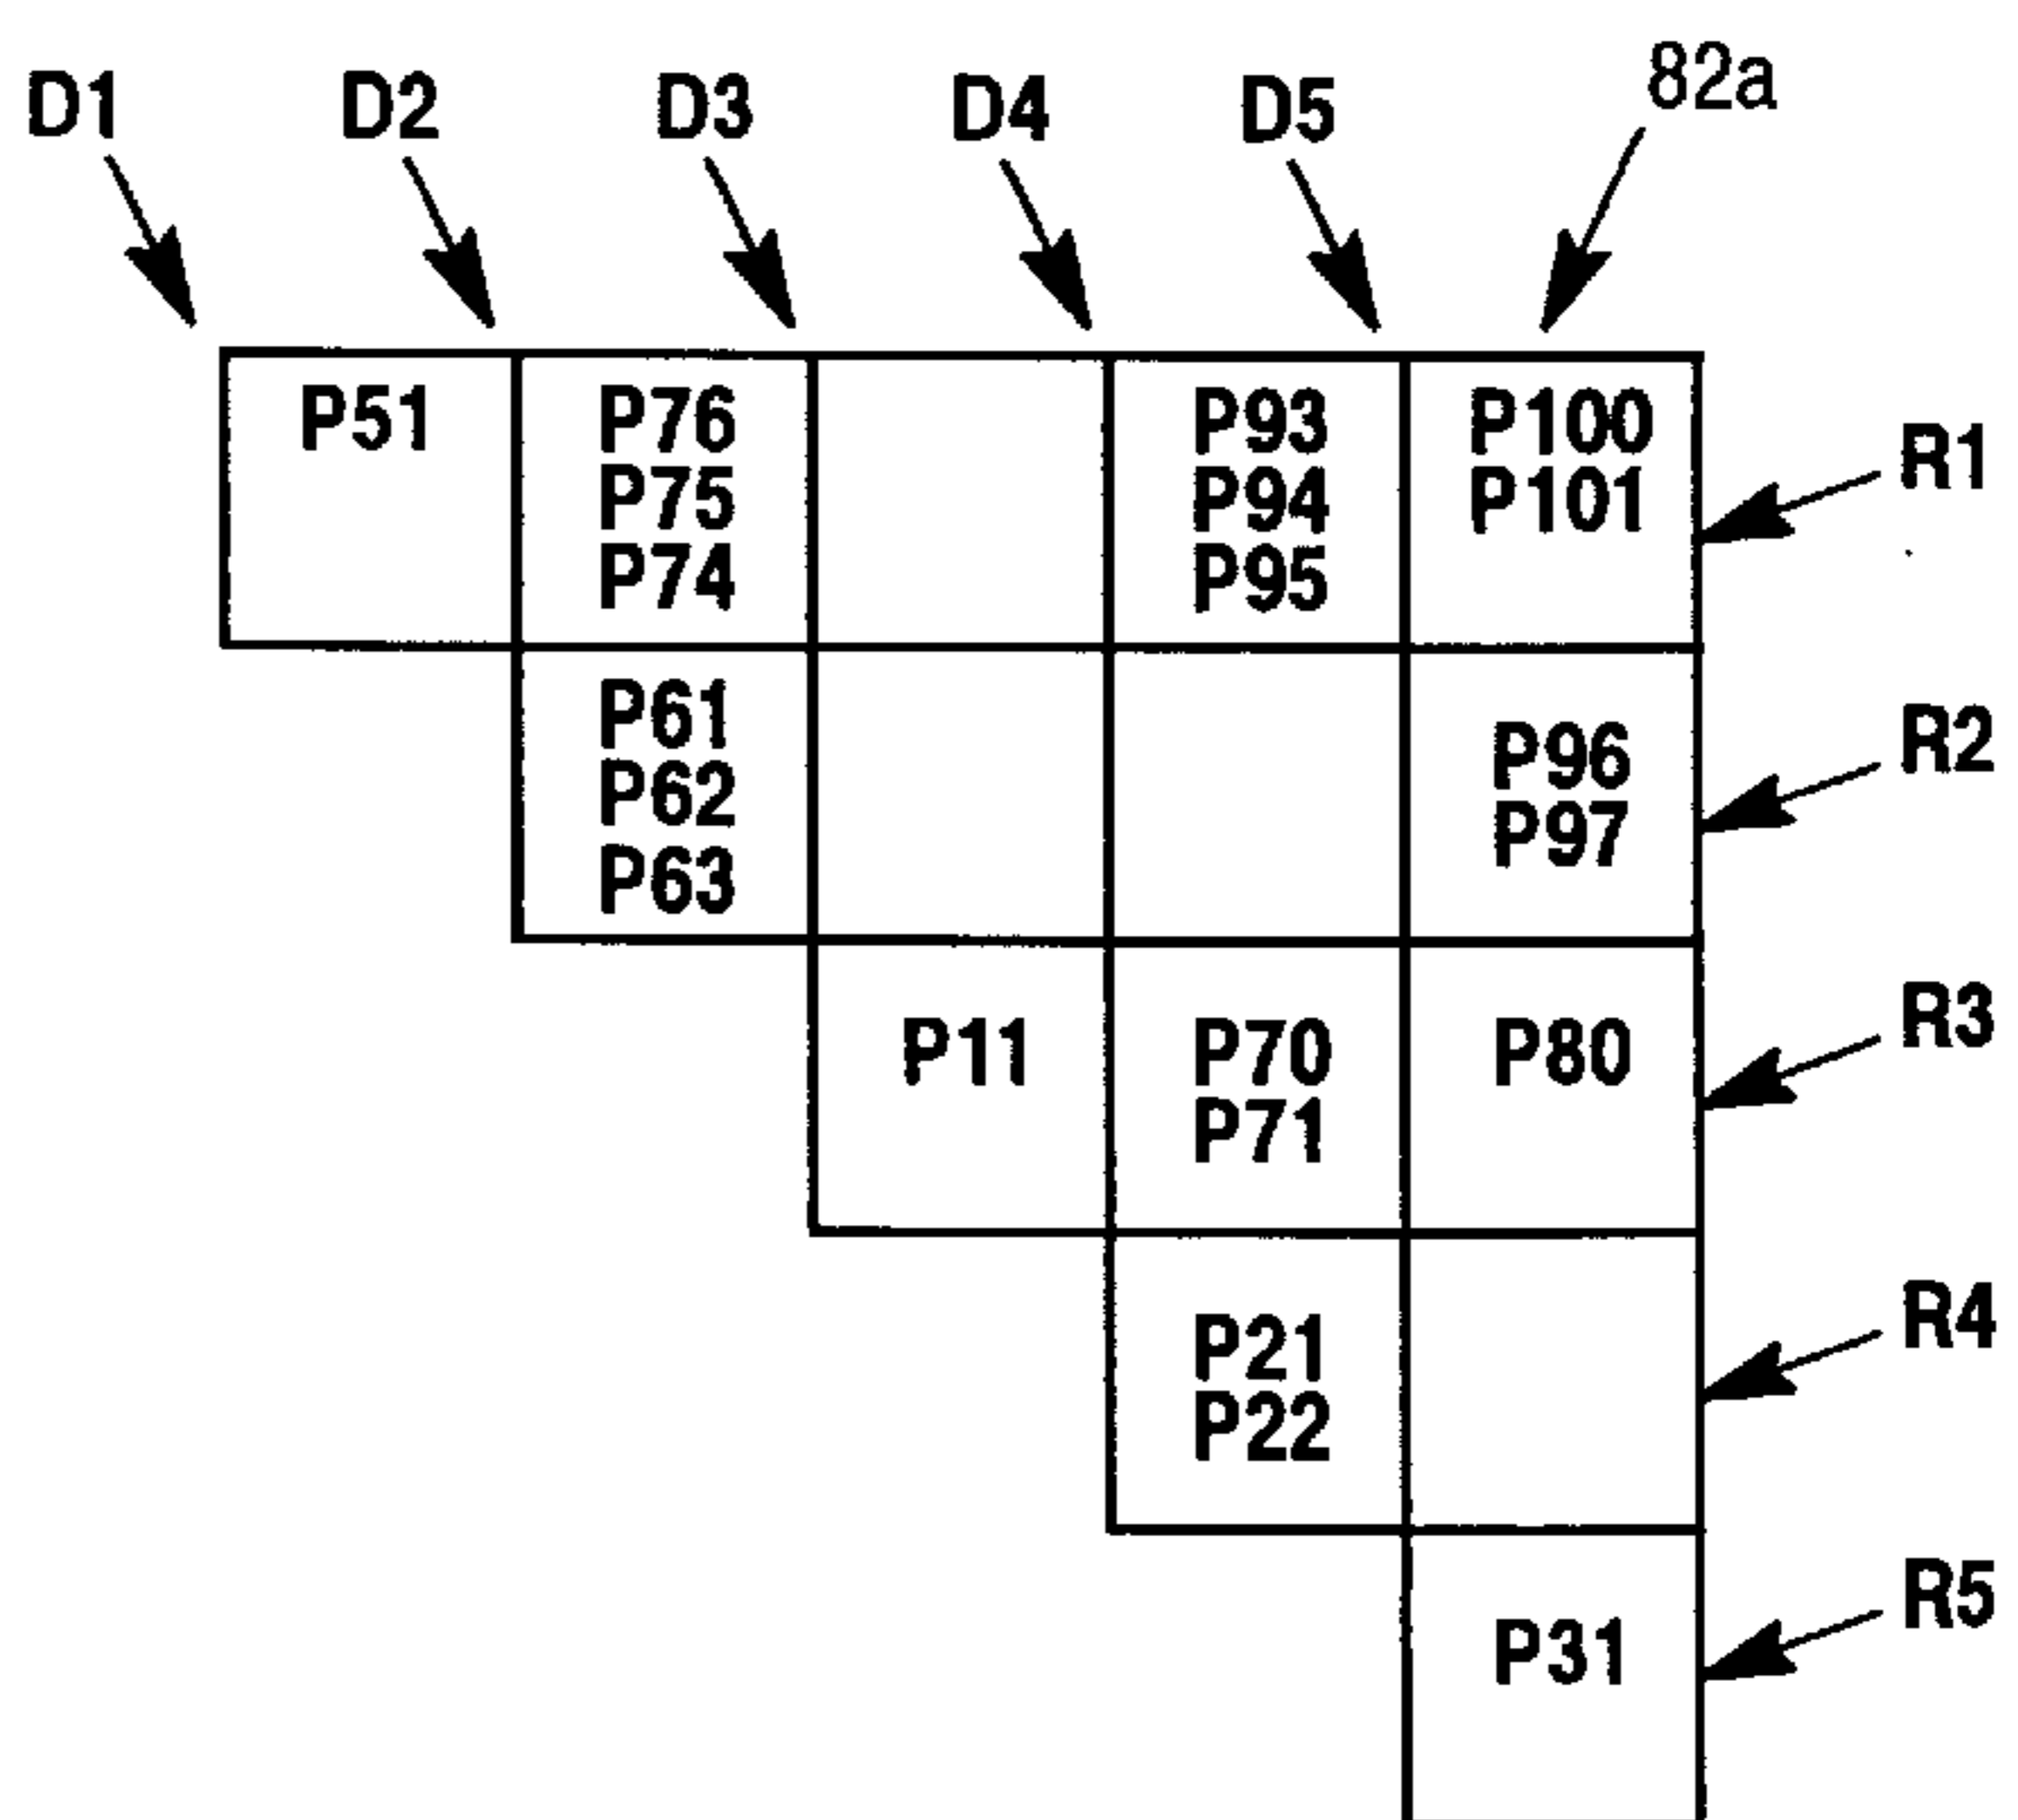 D1 D2 D3 D4 D5 82a
P51 P76 P93 P100 R1
P75 P94 P101
P74 P95
P61 R2
P62 P96
P63 P97
P11 P70 P80 R3
P71
P21 R4
P22
P31 R5